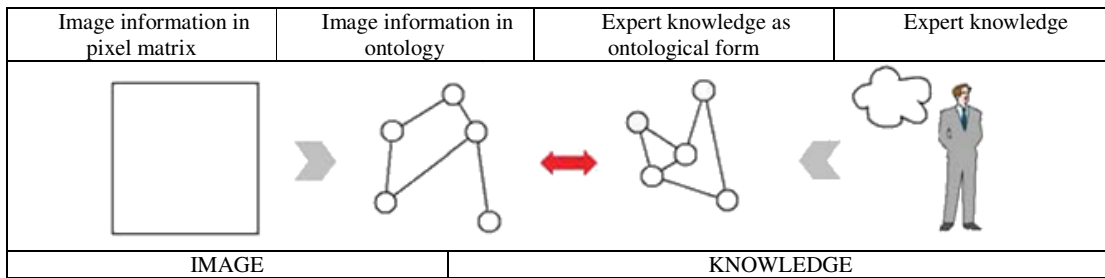 Image information in
pixel matrix
Image information in
ontology
Expert knowledge as
ontological form
Expert knowledge
IMAGE
KNOWLEDGE